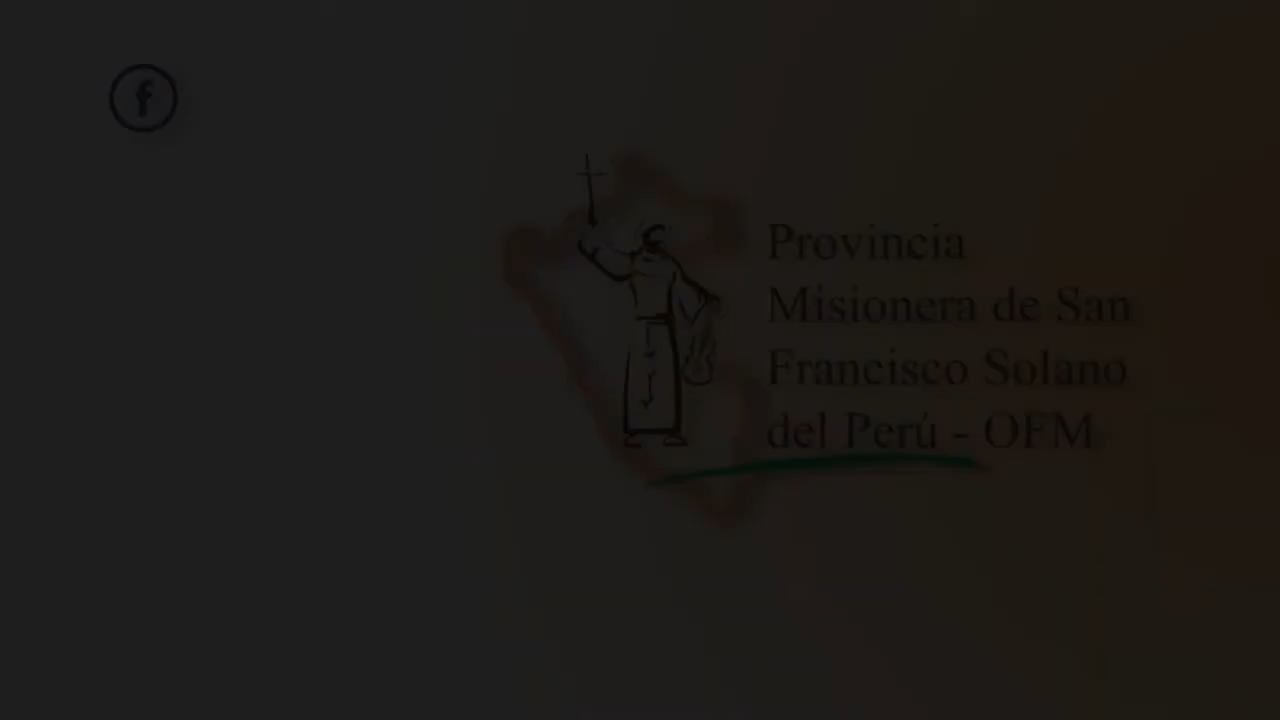 f
Provincia
Misionera de San
Francisco Solano
del Perú - OFM